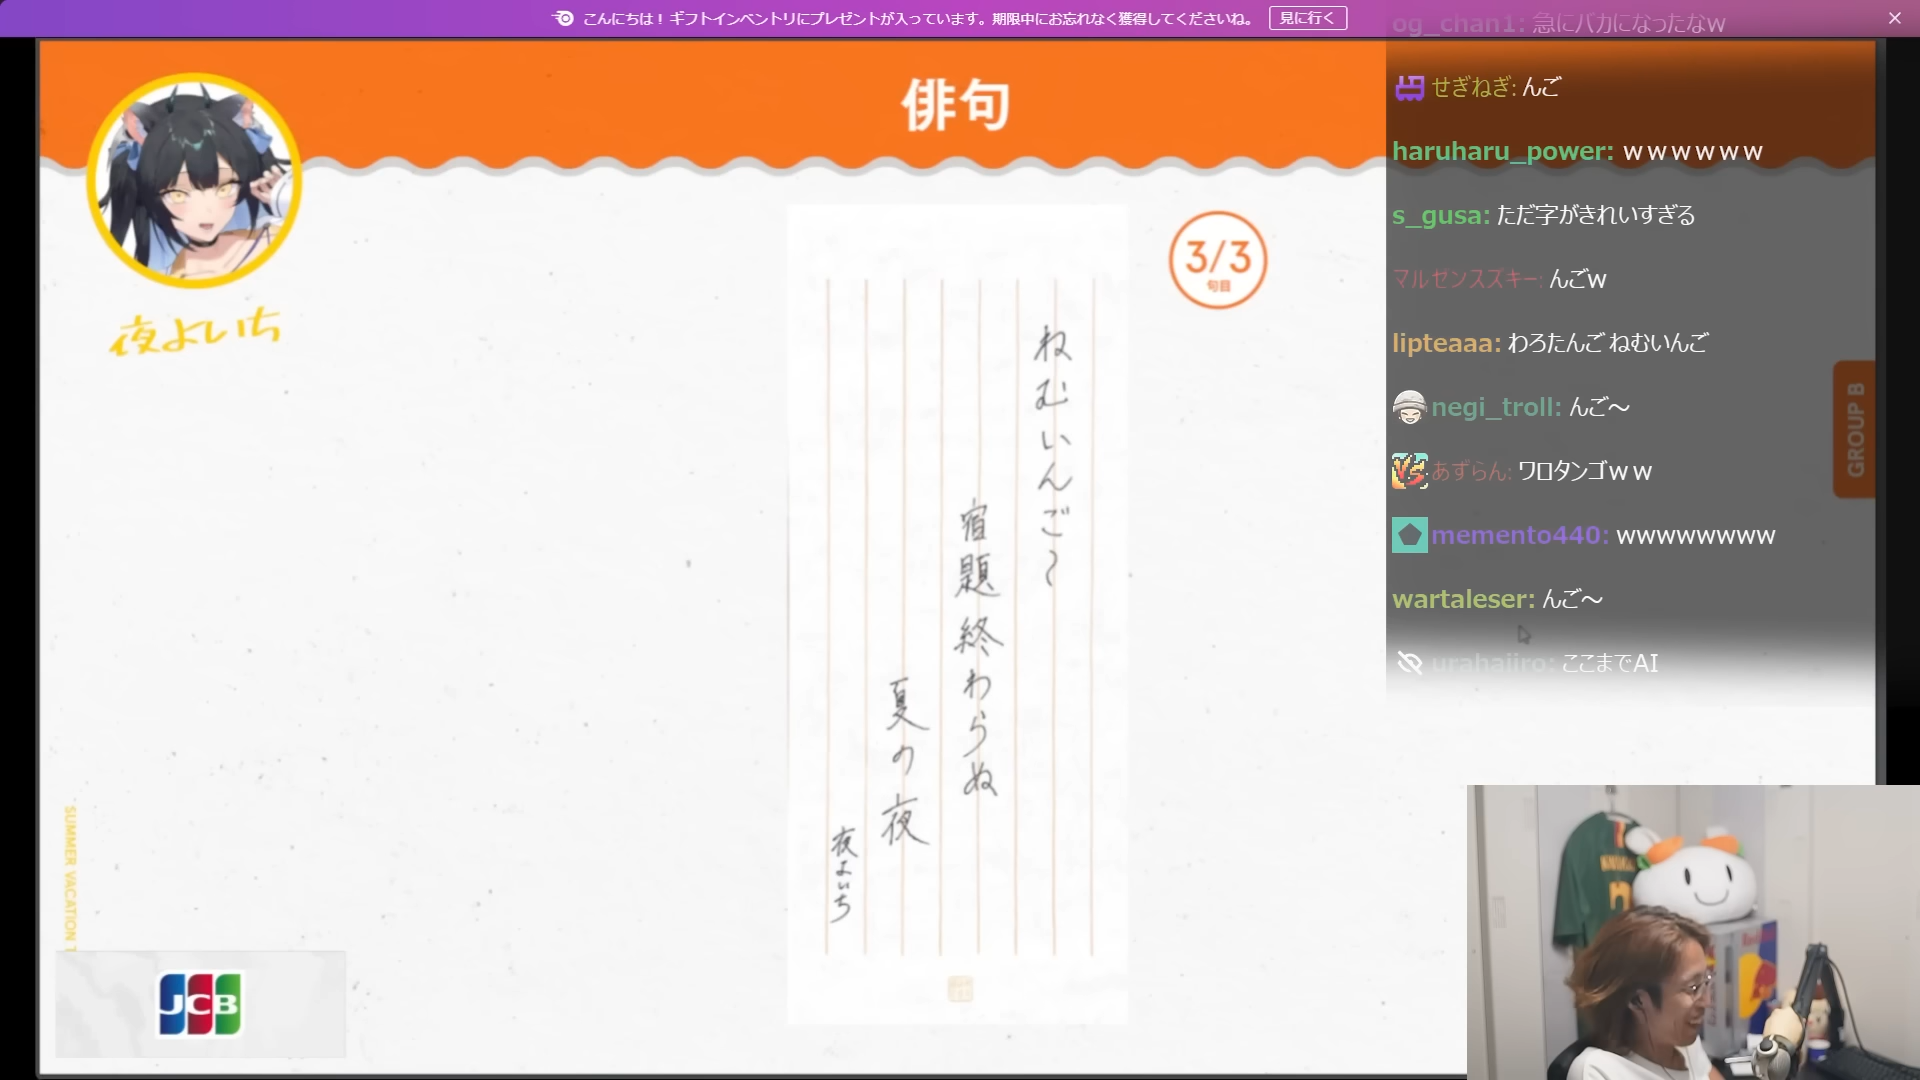 こんにちは！ギフトインベントリにプレゼントが入っています。期限中にお忘れなく獲得してくださいね。
見に行く
俳句
夜よいち
3/3
句目
ねむいんご〜
宿題終わらぬ
夏の夜
夜よいち
og_chan1: 急にバカになったなw
せぎねぎ: んご
haruharu_power: ｗｗｗｗｗｗ
s_gusa: ただ字がきれいすぎる
マルゼンスズキー: んごw
lipteaaa: わろたんご ねむいんご
negi_troll: んご〜
あずらん: ワロタンゴｗｗ
memento440: wwwwwwww
wartaleser: んご〜
urahaiiro: ここまでAI
GROUP B
SUMMER VACATION
JCB